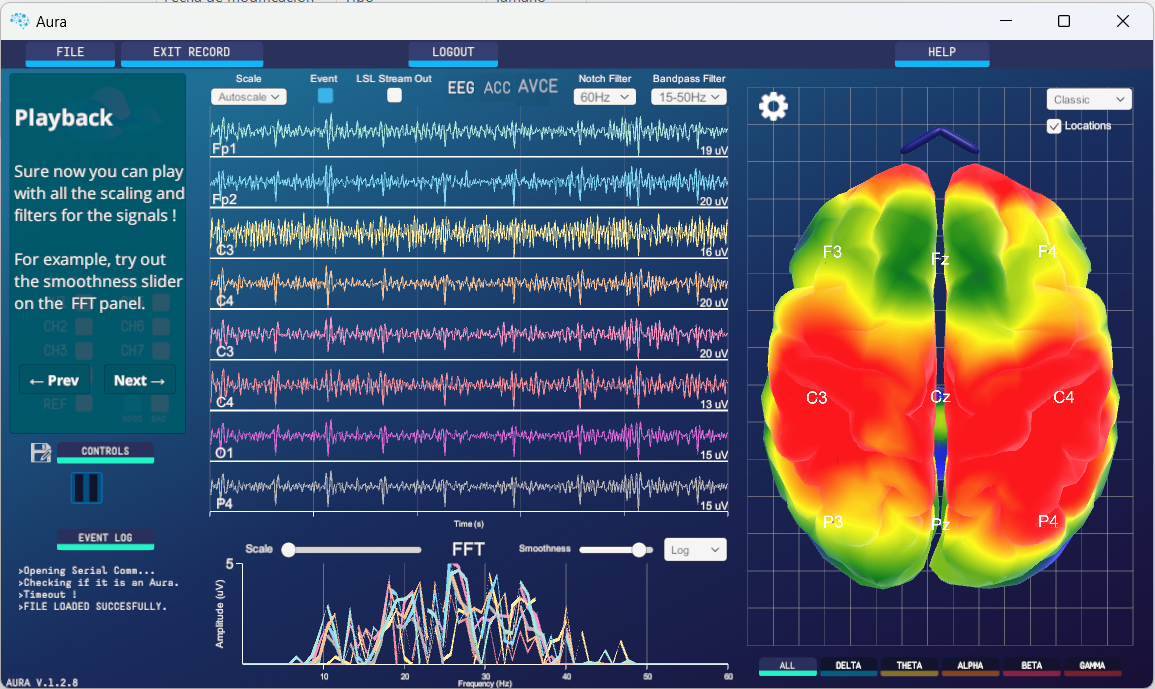 Aura
FILE
EXIT RECORD
LOGOUT
HELP
Playback
Sure now you can play
with all the scaling and
filters for the signals !
For example, try out
the smoothness slider
on the FFT panel.
CH2
CH6
CH3
CH7
← Prev
Next →
REF
CONTROLS
EVENT LOG
>Opening Serial Comm...
>Checking if it is an Aura.
>Timeout !
>FILE LOADED SUCCESFULLY.
AURA V.1.2.8
Scale
Event
LSL Stream Out
EEG
ACC
AVCE
Notch Filter
Bandpass Filter
Autoscale
60Hz
15-50Hz
Fp1
19 uV
Fp2
20 uV
C3
16 uV
C4
20 uV
C3
20 uV
C4
13 uV
O1
15 uV
P4
15 uV
Time (s)
Scale
FFT
Smoothness
Log
5
Amplitude (uV)
10
20
30
40
50
60
Frequency (Hz)
Classic
Locations
F3
Fz
F4
C3
Cz
C4
P3
Pz
P4
ALL
DELTA
THETA
ALPHA
BETA
GAMMA